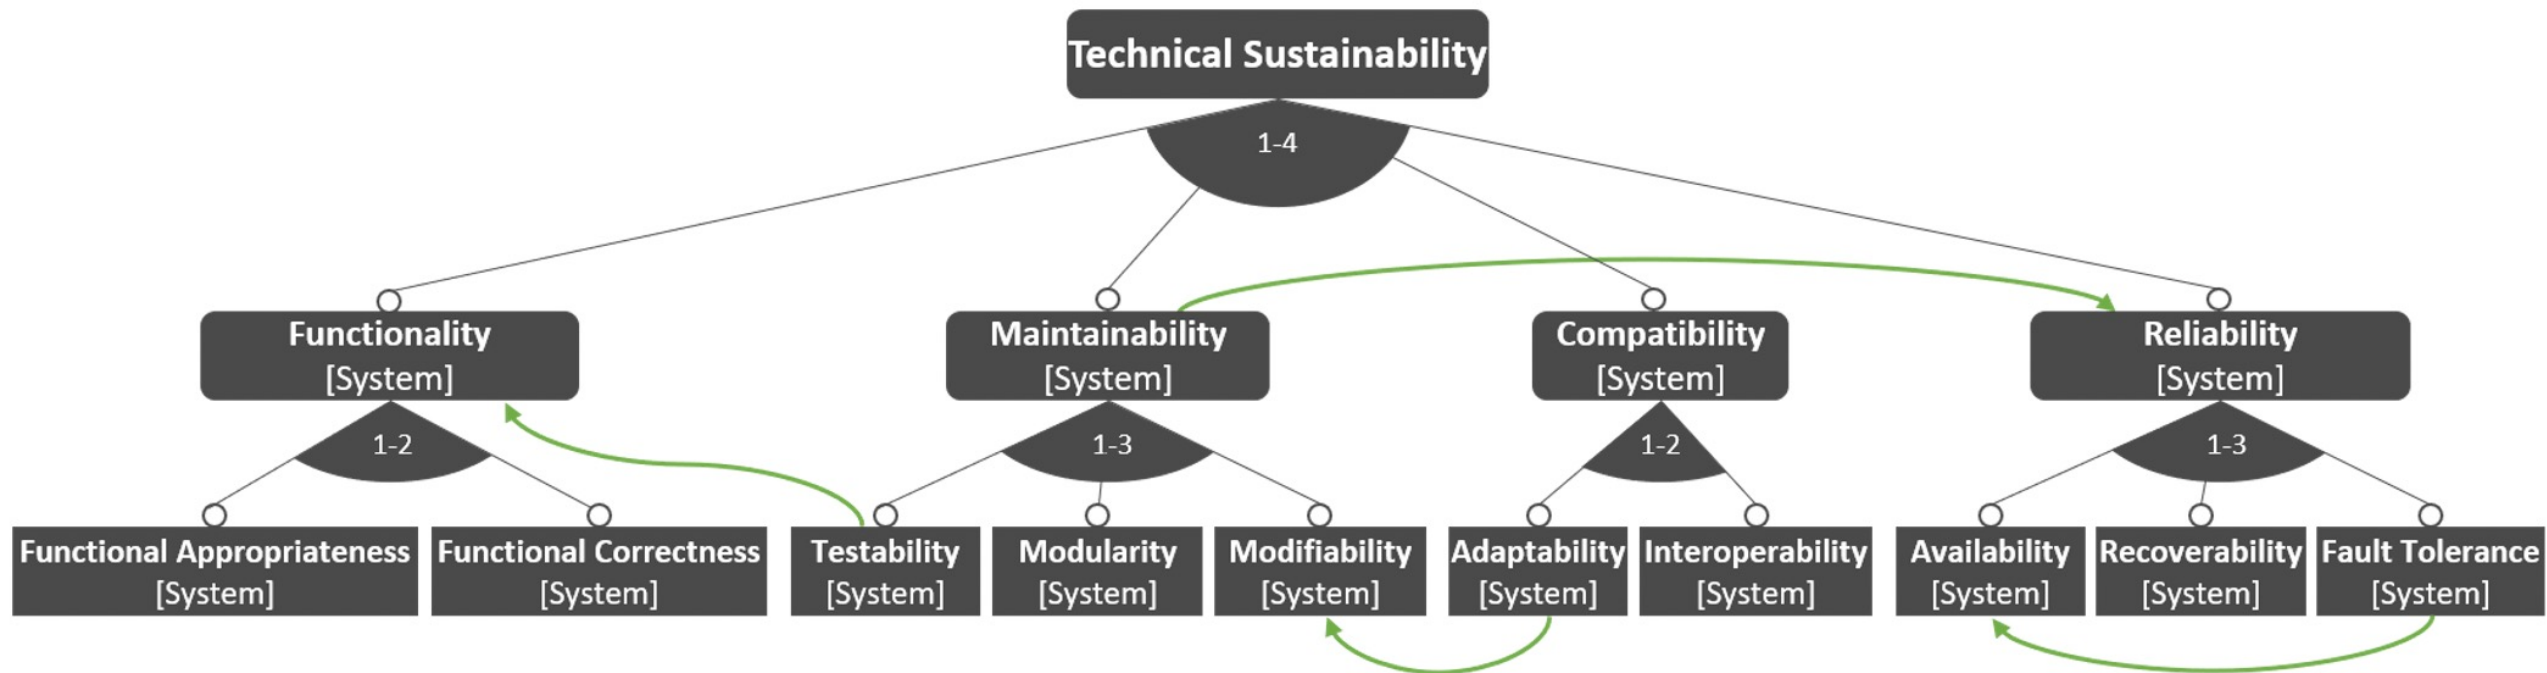 Technical Sustainability
1-4
Functionality
[System]
Maintainability
[System]
Compatibility
[System]
Reliability
[System]
1-2
1-3
1-2
1-3
Functional Appropriateness
[System]
Functional Correctness
[System]
Testability
[System]
Modularity
[System]
Modifiability
[System]
Adaptability
[System]
Interoperability
[System]
Availability
[System]
Recoverability
[System]
Fault Tolerance
[System]